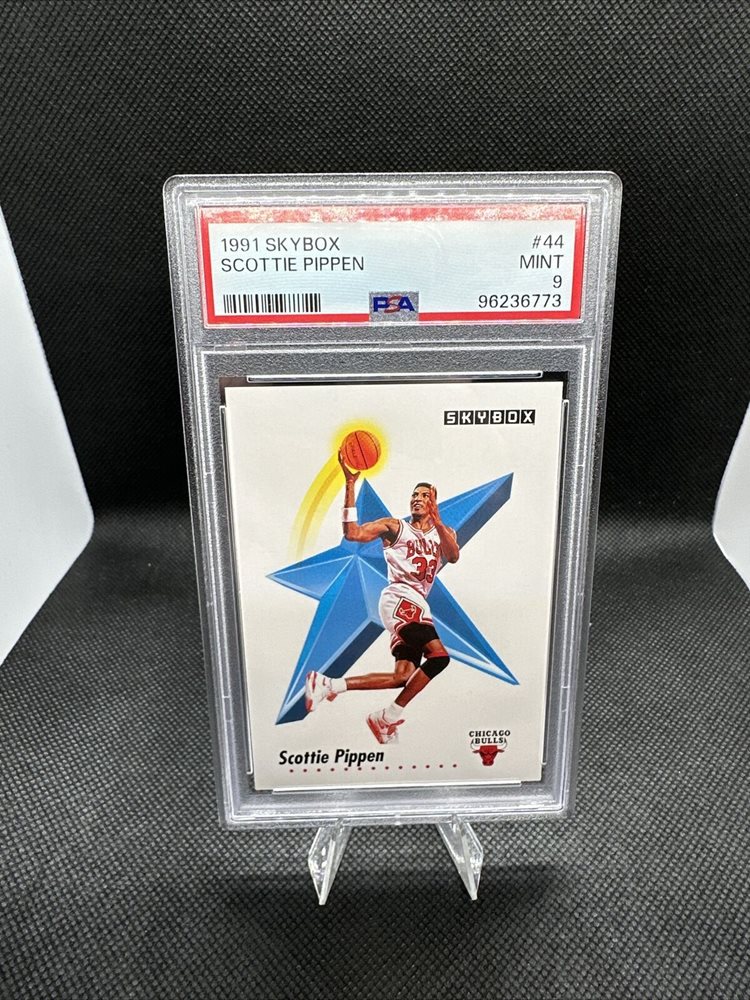 1991 SKYBOX #44
SCOTTIE PIPPEN MINT
9
PSA 96236773
SKYBOX
BULLS
33
CHICAGO
BULLS
Scottie Pippen